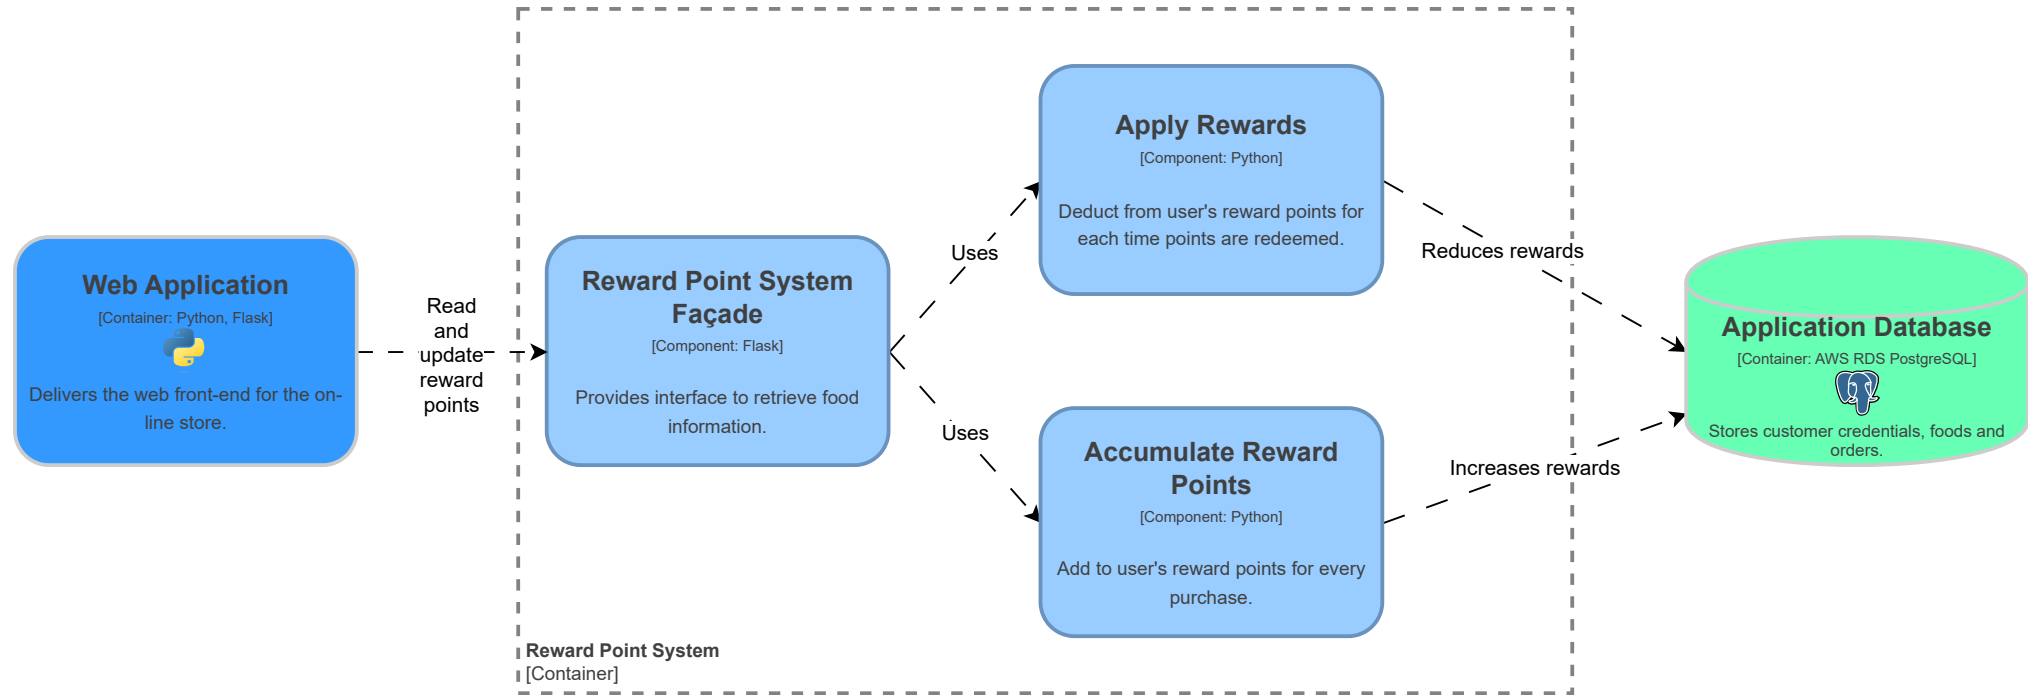 Web Application
[Container: Python, Flask]
Delivers the web front-end for the on-
line store.
Read
and
update
reward
points
Reward Point System
Façade
[Component: Flask]
Provides interface to retrieve food
information.
Uses
Uses
Apply Rewards
[Component: Python]
Deduct from user's reward points for
each time points are redeemed.
Accumulate Reward
Points
[Component: Python]
Add to user's reward points for every
purchase.
Reduces rewards
Increases rewards
Application Database
[Container: AWS RDS PostgreSQL]
Stores customer credentials, foods and
orders.
Reward Point System
[Container]